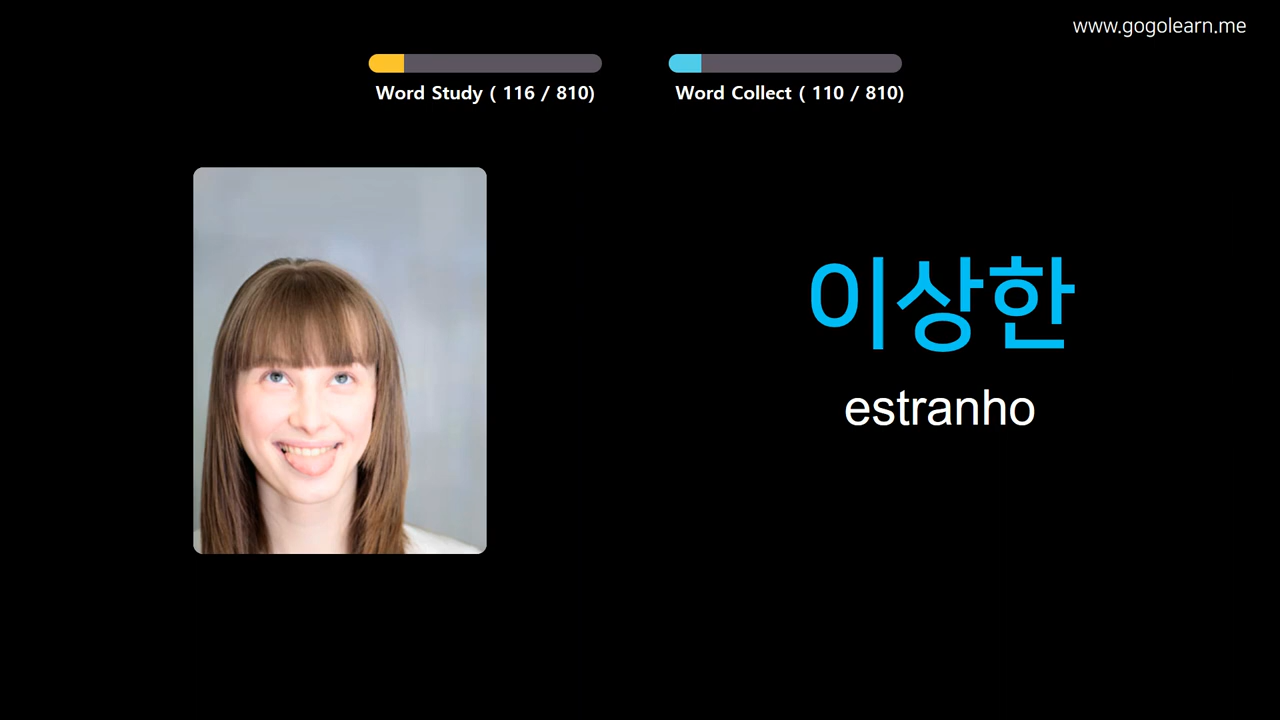 www.gogolearn.me
Word Study ( 116 / 810)
Word Collect ( 110 / 810)
이상한
estranho